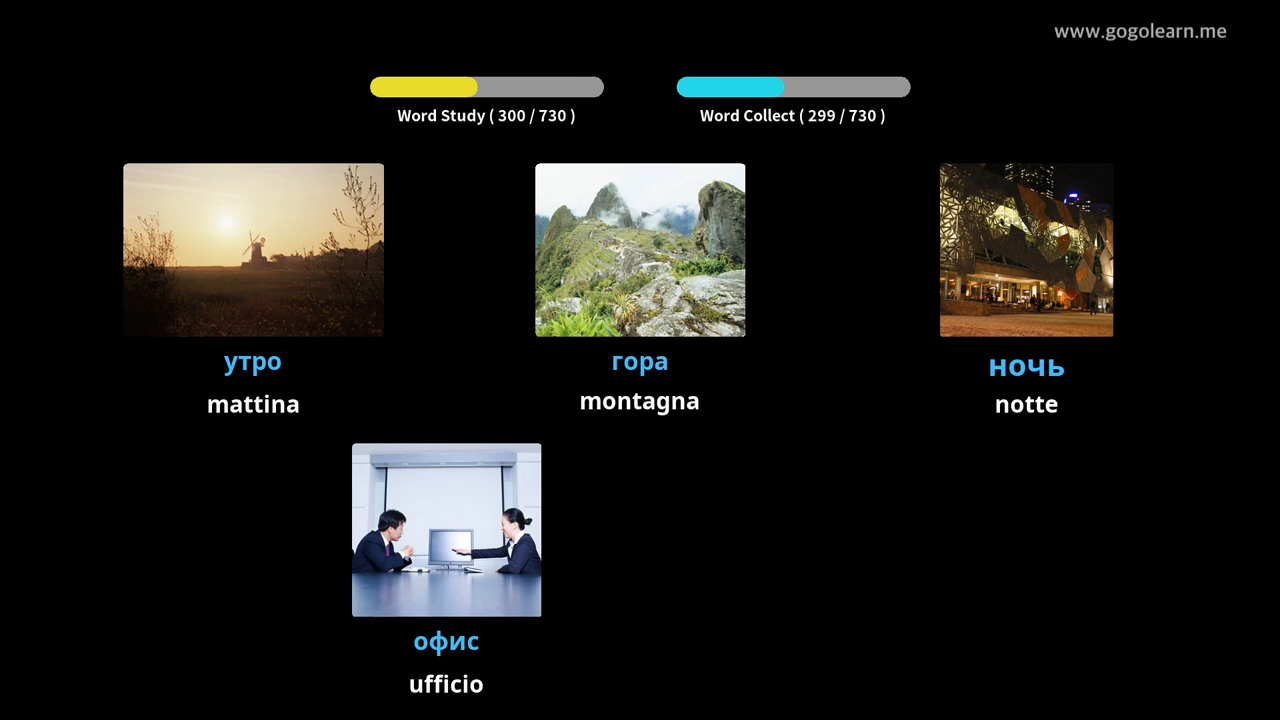 www.gogolearn.me
Word Study ( 300 / 730 )
Word Collect ( 299 / 730 )
утро
mattina
гора
montagna
ночь
notte
офис
ufficio